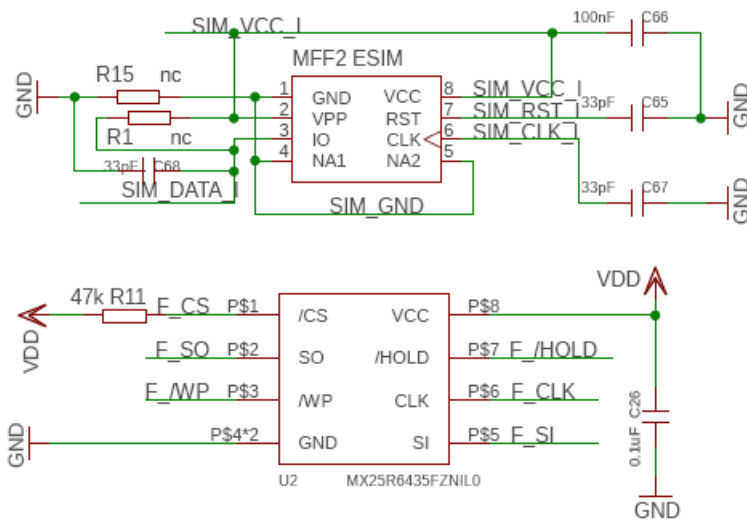 SIM_VCC_I
100nF C66
MFF2 ESIM
R15 nc
GND
1 GND VCC 8 SIM_VCC_I
2 VPP RST 7 SIM_RST_I 33pF C65
GND
R1 nc
3 IO CLK 6 SIM_CLK_I
4 NA1 NA2 5
33pF C68
SIM_DATA_I
SIM_GND
33pF C67
GND
47k R11 F_CS P$1 /CS VCC P$8
VDD
VDD
F_SO P$2 SO /HOLD P$7 F_/HOLD
F_/WP P$3 /WP CLK P$6 F_CLK
GND
P$4*2 GND SI P$5 F_SI
0.1uF C26
U2 MX25R6435FZNIL0
GND